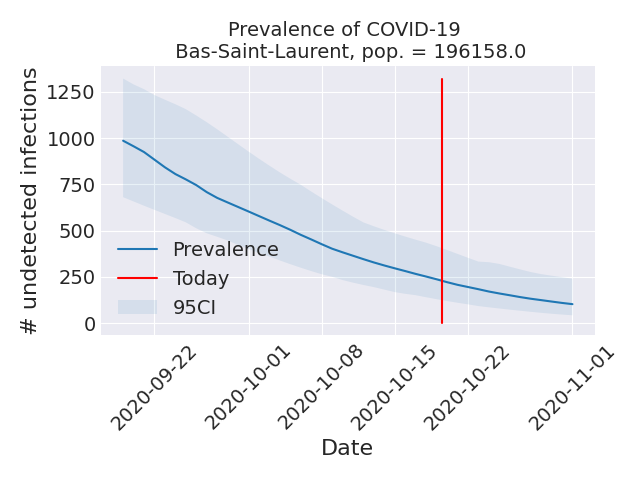 Prevalence of COVID-19
Bas-Saint-Laurent, pop. = 196158.0
# undetected infections
1250
1000
750
500
250
0
Prevalence
Today
95CI
2020-09-22
2020-10-01
2020-10-08
2020-10-15
2020-10-22
2020-11-01
Date